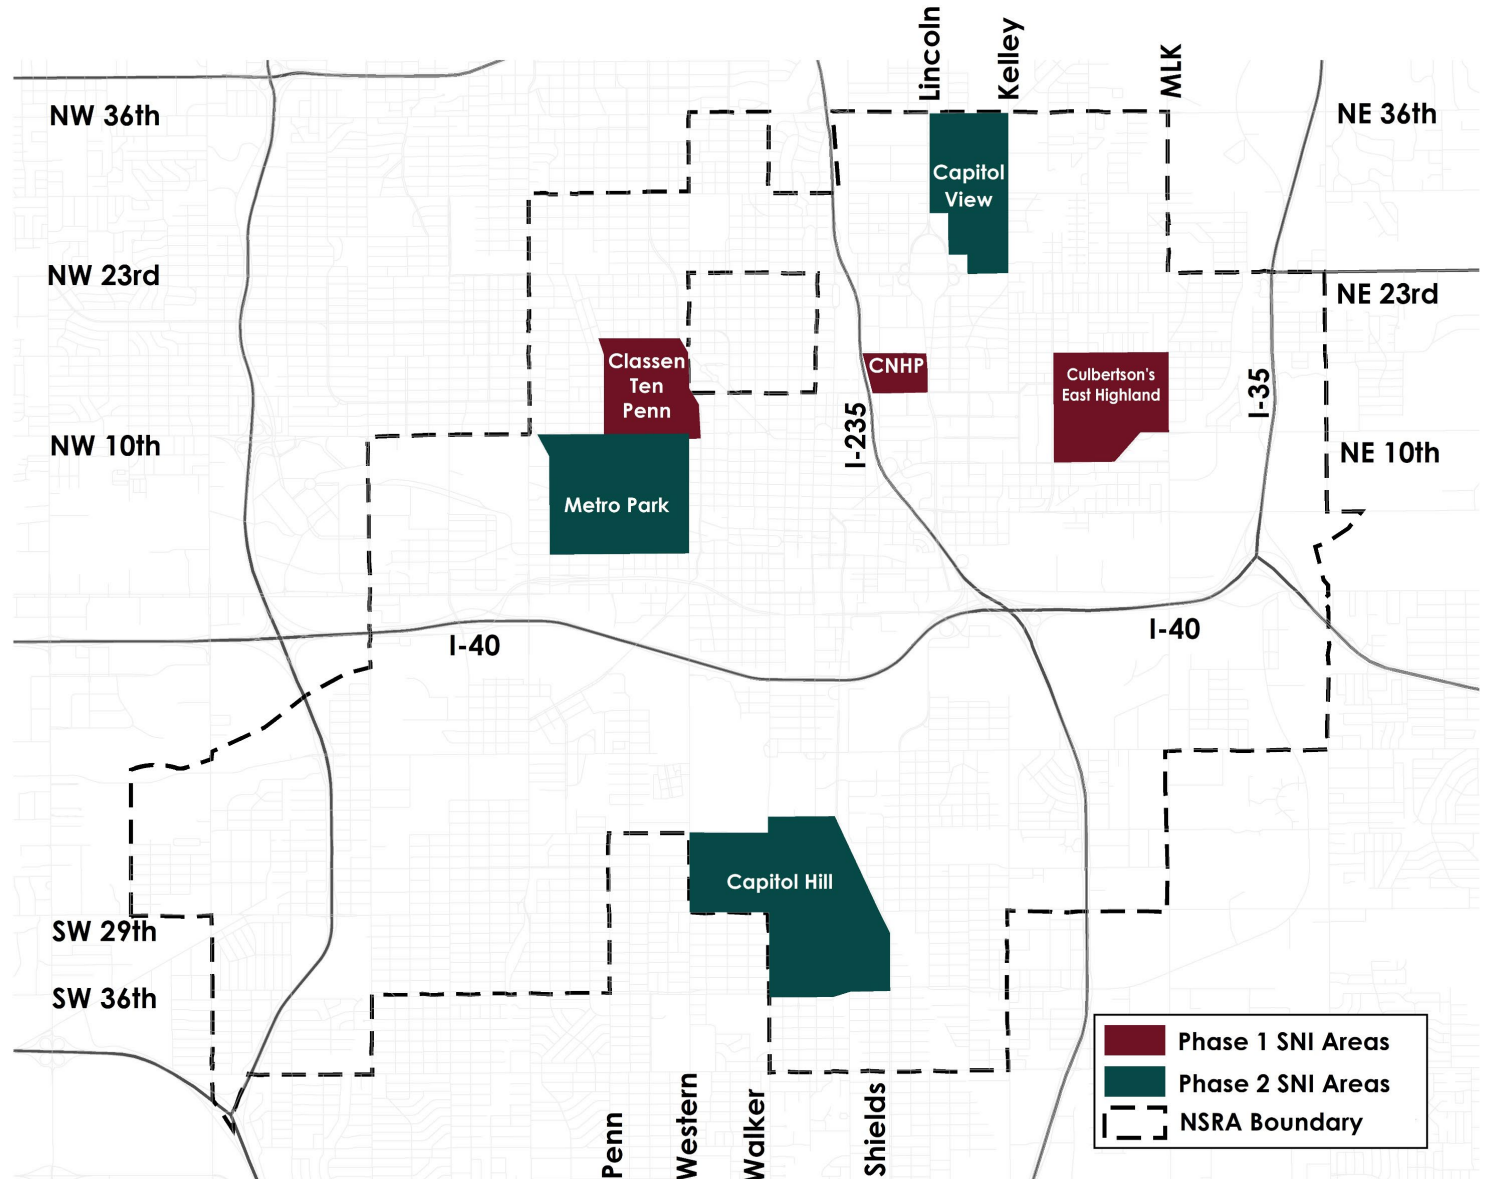 Lincoln
Kelley
MLK
NW 36th
NE 36th
Capitol
View
NW 23rd
NE 23rd
Classen
Ten
Penn
CNHP
Culbertson's
East Highland
I-35
I-235
NW 10th
NE 10th
Metro Park
I-40
I-40
Capitol Hill
SW 29th
SW 36th
Phase 1 SNI Areas
Phase 2 SNI Areas
NSRA Boundary
Penn
Western
Walker
Shields